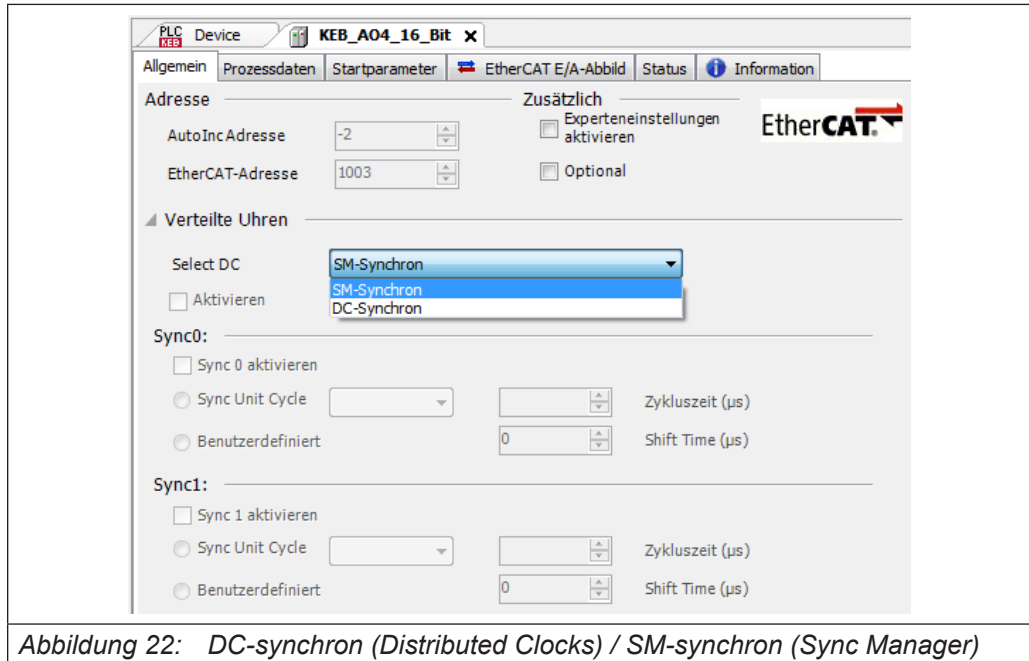 PLC KEB Device KEB_AO4_16_Bit x
Allgemein Prozessdaten Startparameter EtherCAT E/A-Abbild Status Information
Adresse Zusätzlich
AutoInc Adresse -2 Experteneinstellungen aktivieren EtherCAT.
EtherCAT-Adresse 1003 Optional
Verteilte Uhren
Select DC SM-Synchron
SM-Synchron
Aktivieren DC-Synchron
Sync0:
Sync 0 aktivieren
Sync Unit Cycle Zykluszeit (µs)
Benutzerdefiniert 0 Shift Time (µs)
Sync1:
Sync 1 aktivieren
Sync Unit Cycle Zykluszeit (µs)
Benutzerdefiniert 0 Shift Time (µs)
Abbildung 22: DC-synchron (Distributed Clocks) / SM-synchron (Sync Manager)